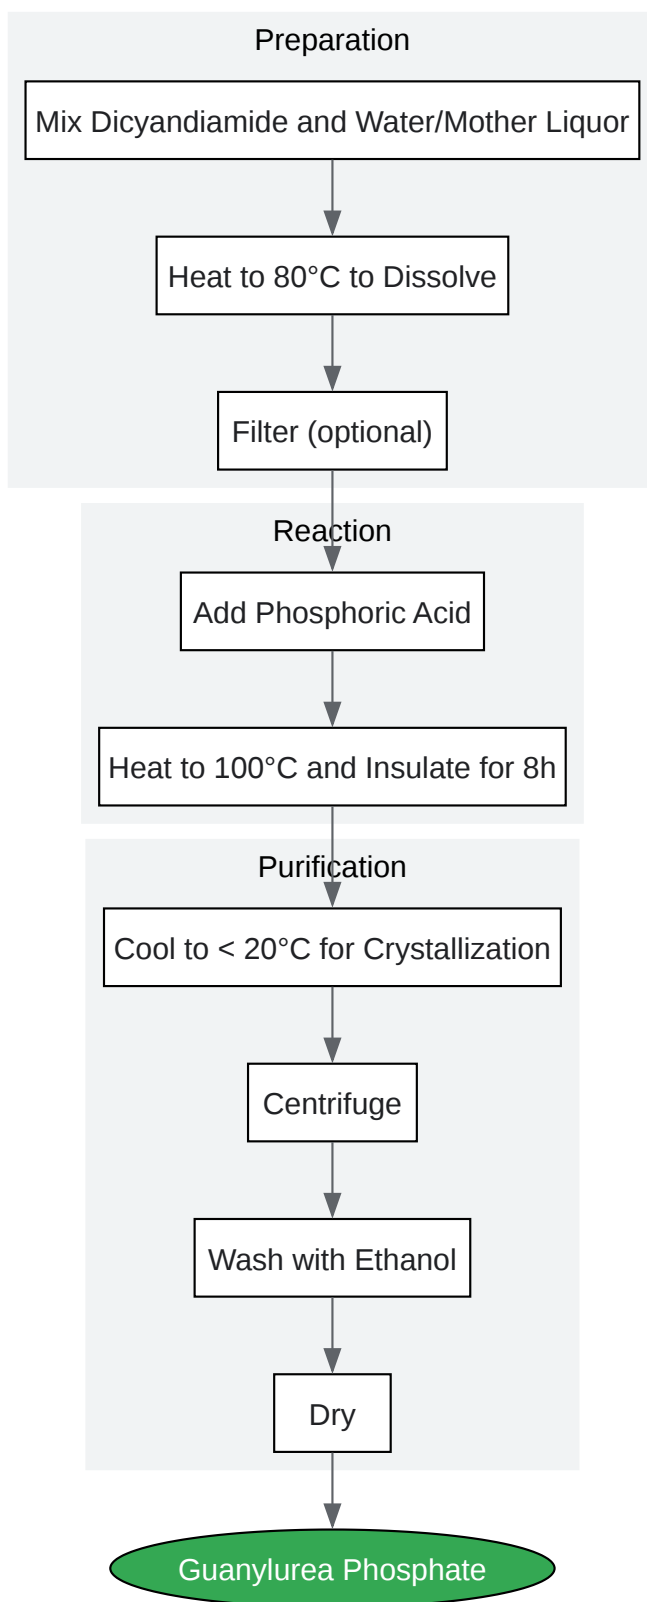 Preparation
Mix Dicyandiamide and Water/Mother Liquor
Heat to 80°C to Dissolve
Filter (optional)
Reaction
Add Phosphoric Acid
Heat to 100°C and Insulate for 8h
Purification
Cool to < 20°C for Crystallization
Centrifuge
Wash with Ethanol
Dry
Guanylurea Phosphate